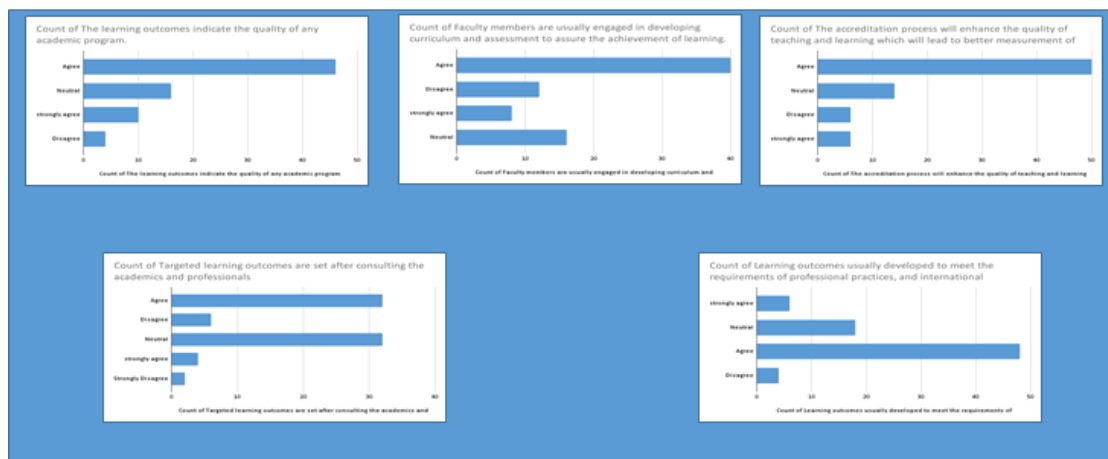 Count of The learning outcomes indicate the quality of any
academic program.
Agree
Neutral
strongly agree
Disagree
0 10 20 30 40 50
Count of The learning outcomes indicate the quality of any academic program
Count of Faculty members are usually engaged in developing
curriculum and assessment to assure the achievement of learning.
Agree
Disagree
strongly agree
Neutral
0 10 20 30 40
Count of Faculty members are usually engaged in developing curriculum and
Count of The accreditation process will enhance the quality of
teaching and learning which will lead to better measurement of
Agree
Neutral
Disagree
strongly agree
0 10 20 30 40 50
Count of The accreditation process will enhance the quality of teaching and learning
Count of Targeted learning outcomes are set after consulting the
academics and professionals
Agree
Disagree
Neutral
strongly agree
Strongly Disagree
0 10 20 30 40
Count of Targeted learning outcomes are set after consulting the academics and
Count of Learning outcomes usually developed to meet the
requirements of professional practices, and international
strongly agree
Neutral
Agree
Disagree
0 10 20 30 40 50
Count of Learning outcomes usually developed to meet the requirements of